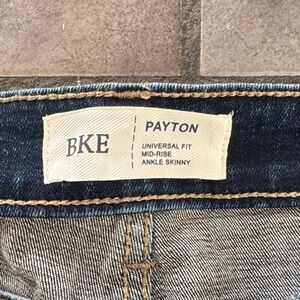 BKE
PAYTON
UNIVERSAL FIT
MID-RISE
ANKLE SKINNY